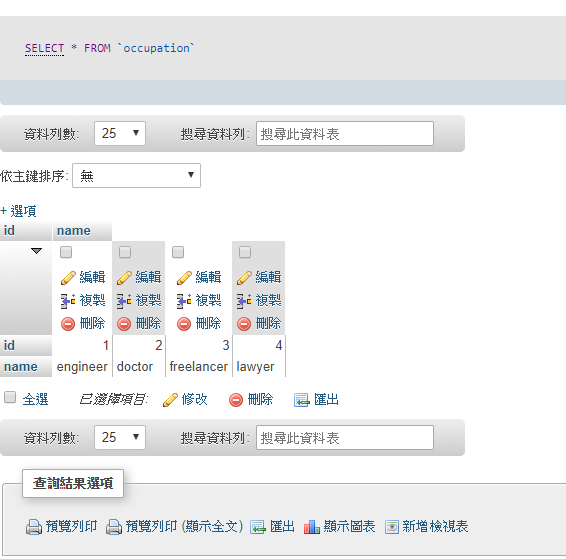 SELECT * FROM `occupation`
資料列數: 25 搜尋資料列: 搜尋此資料表
依主鍵排序: 無
+ 選項
id name
編輯 編輯 編輯 編輯
複製 複製 複製 複製
刪除 刪除 刪除 刪除
id 1 2 3 4
name engineer doctor freelancer lawyer
全選 已選擇項目: 修改 刪除 匯出
資料列數: 25 搜尋資料列: 搜尋此資料表
查詢結果選項
預覽列印 預覽列印 (顯示全文) 匯出 顯示圖表 新增檢視表